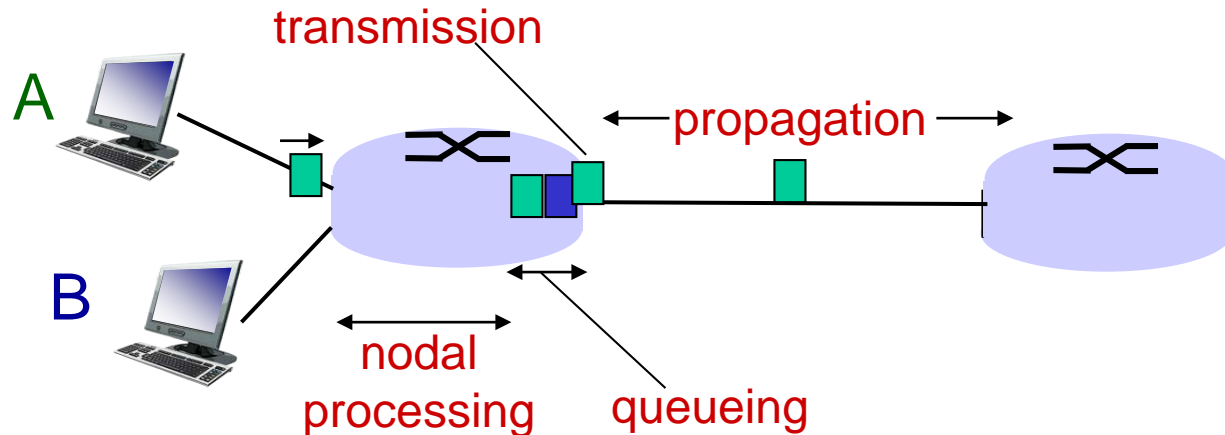 transmission
A
propagation
B
nodal
processing
queueing